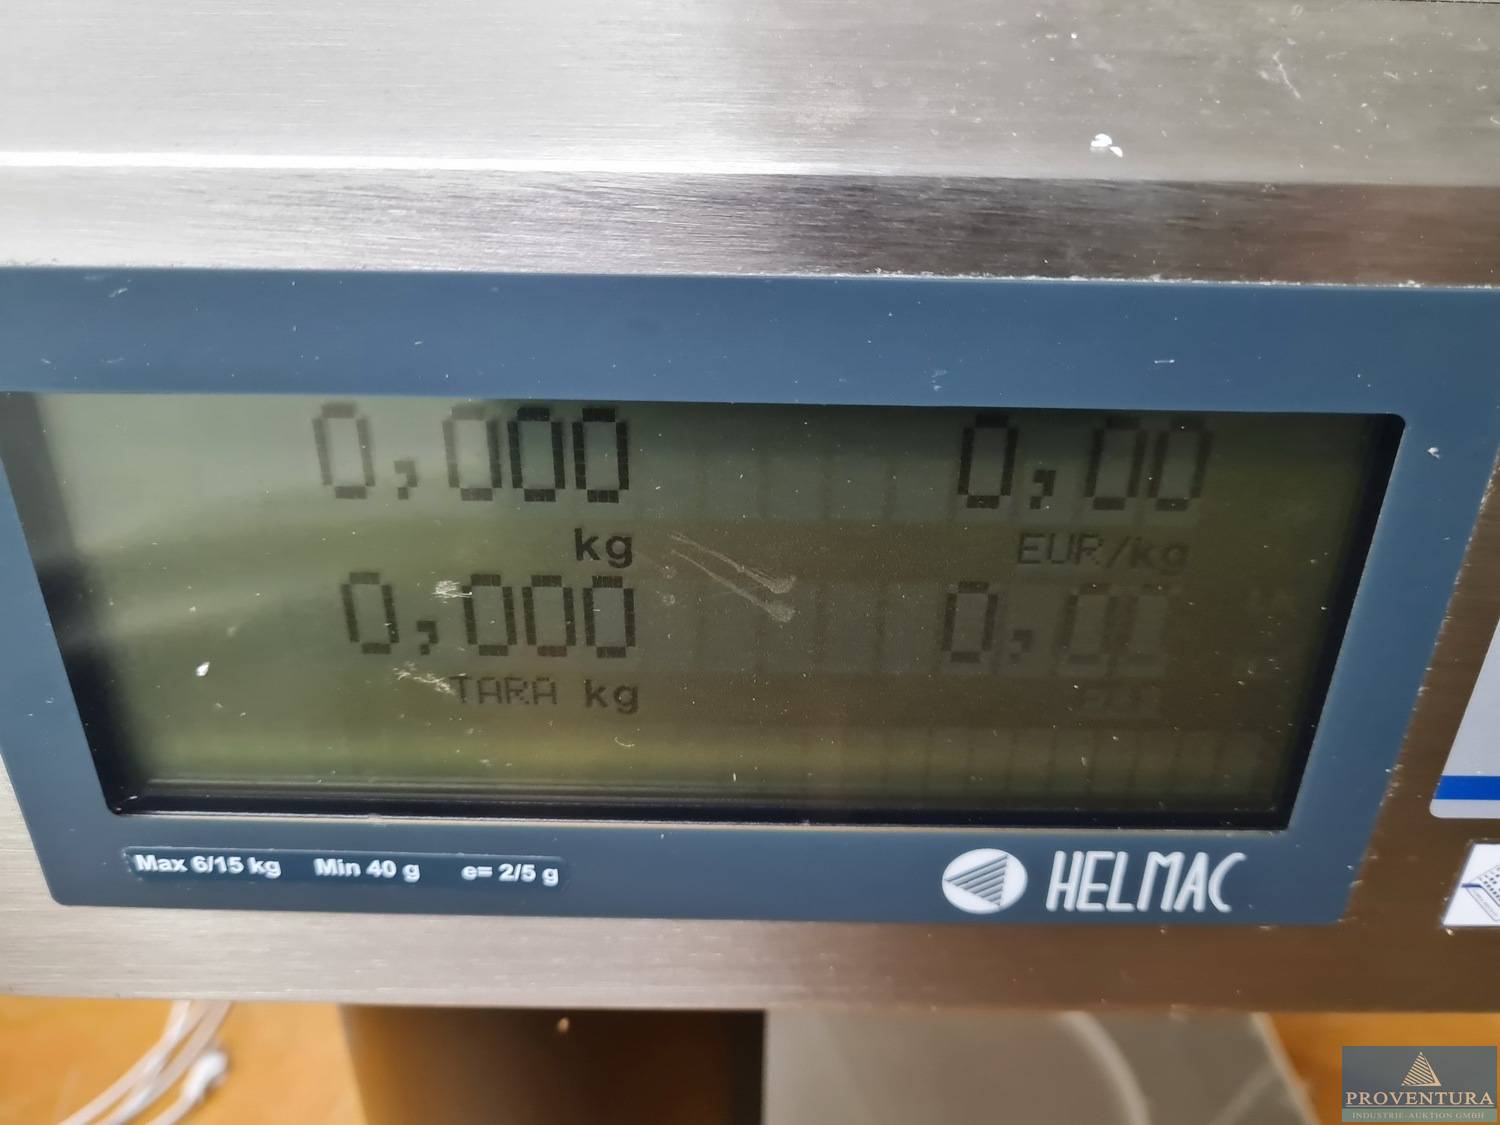 0,000 0,00
kg EUR/kg
0,000 0,00
TARA kg
Max 6/15 kg Min 40 g e= 2/5 g
HELMAC
PROVENTURA
INDUSTRIE-AUKTION GMBH